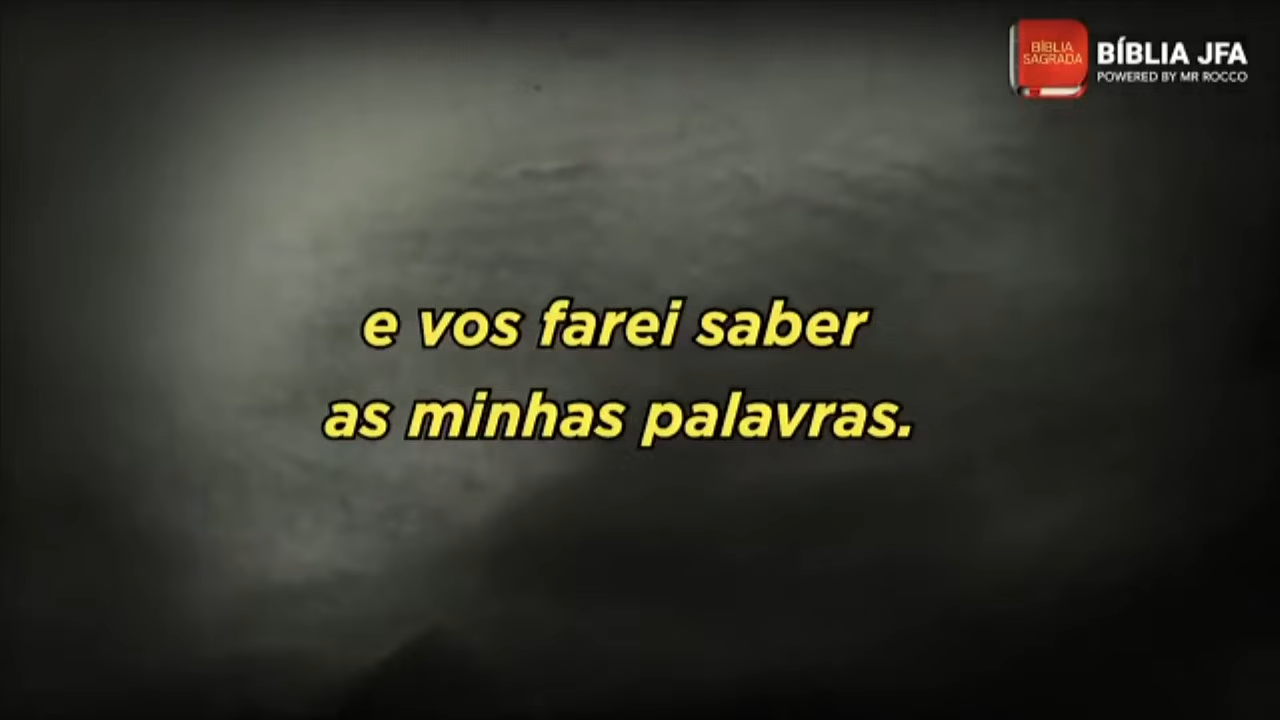 BÍBLIA
SAGRADA
BÍBLIA JFA
POWERED BY MR ROCCO
e vos farei saber
as minhas palavras.